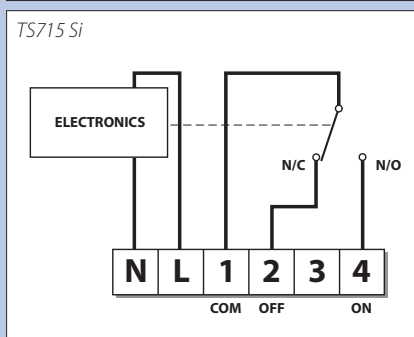 TS715 Si
ELECTRONICS
N/C N/O
N L 1 2 3 4
COM OFF ON